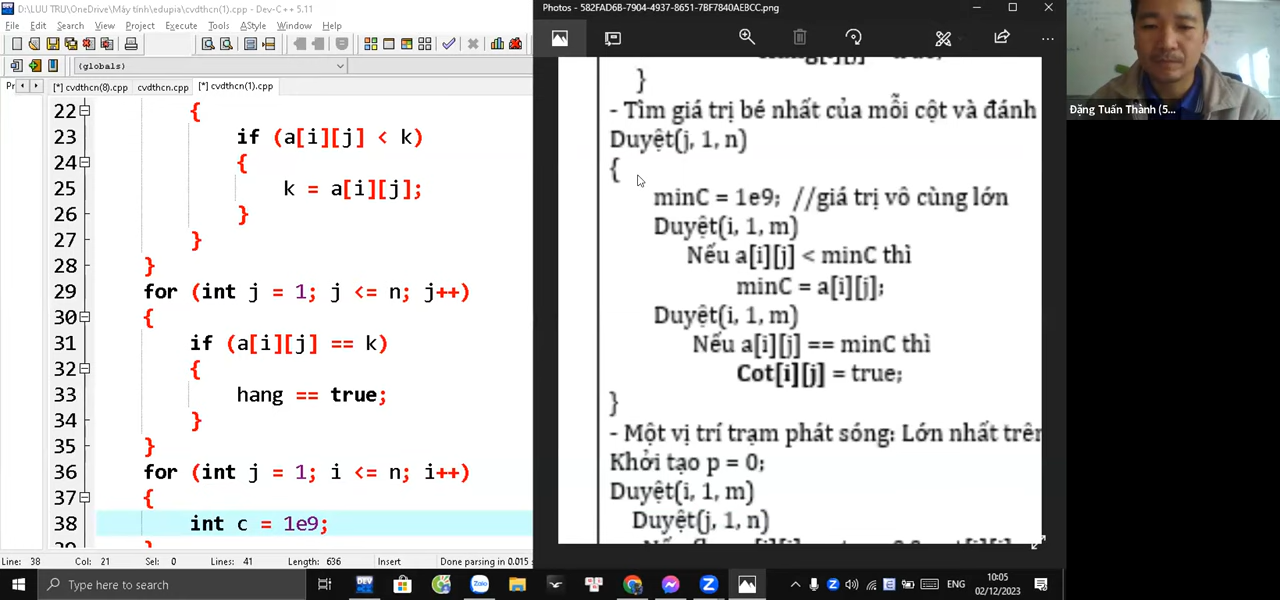 D:\LUU TRU\OneDrive\Máy tính\edupia\cvdthcn(1).cpp - Dev-C++ 5.11
File Edit Search View Project Execute Tools AStyle Window Help
(globals)
[*] cvdthcn(8).cpp cvdthcn.cpp [*] cvdthcn(1).cpp
22 {
23 if (a[i][j] < k)
24 {
25 k = a[i][j];
26 }
27 }
28 }
29 for (int j = 1; j <= n; j++)
30 {
31 if (a[i][j] == k)
32 {
33 hang == true;
34 }
35 }
36 for (int j = 1; i <= n; i++)
37 {
38 int c = 1e9;
Line: 38 Col: 21 Sel: 0 Lines: 41 Length: 636 Insert Done parsing in 0.015
Photos - 582FAD6B-7904-4937-8651-7BF7840AEBCC.png
}
- Tìm giá trị bé nhất của mỗi cột và đánh
Duyệt(j, 1, n)
{
minC = 1e9; //giá trị vô cùng lớn
Duyệt(i, 1, m)
Nếu a[i][j] < minC thì
minC = a[i][j];
Duyệt(i, 1, m)
Nếu a[i][j] == minC thì
Cot[i][j] = true;
}
- Một vị trí trạm phát sóng: Lớn nhất trên
Khởi tạo p = 0;
Duyệt(i, 1, m)
Duyệt(j, 1, n)
Đặng Tuấn Thành (5...
Type here to search
DEV
Zalo
ENG
10:05
02/12/2023